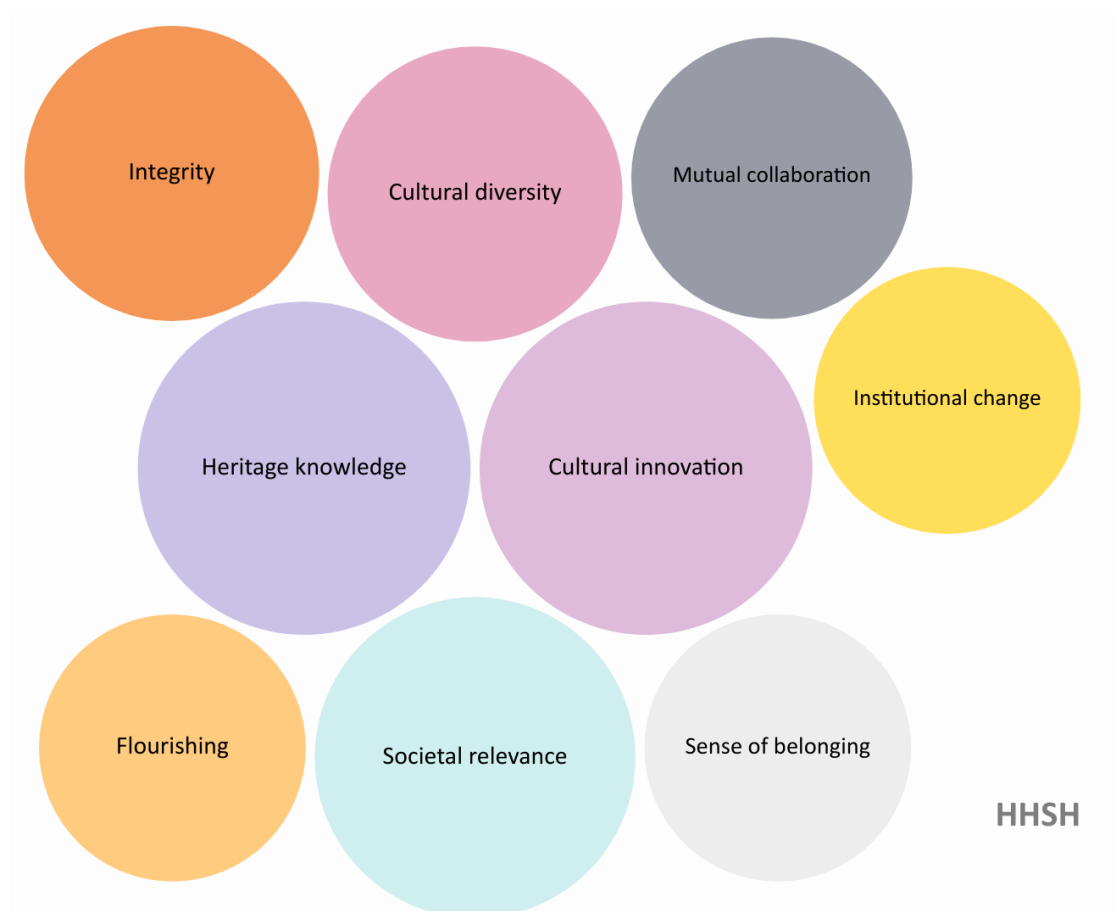 Integrity
Cultural diversity
Mutual collaboration
Institutional change
Heritage knowledge
Cultural innovation
Flourishing
Societal relevance
Sense of belonging
HHSH